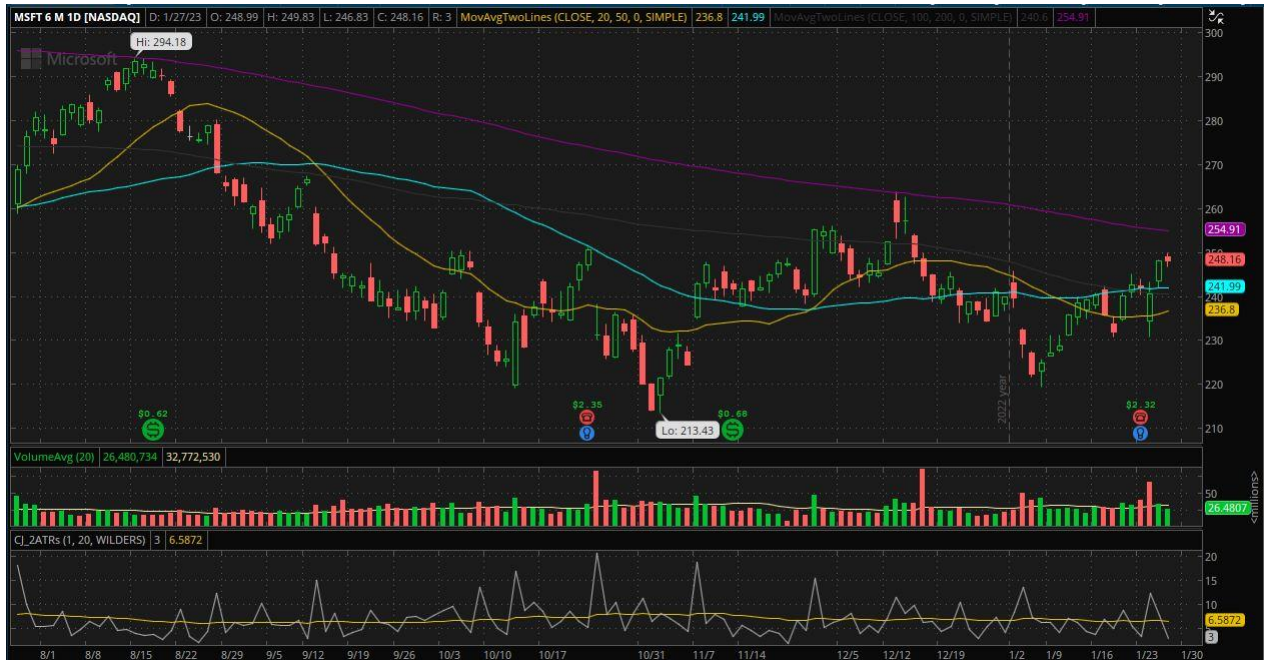 MSFT 6 M 1D [NASDAQ] D: 1/27/23 O: 248.99 H: 249.83 L: 246.83 C: 248.16 R: 3 MovAvgTwoLines (CLOSE, 20, 50, 0, SIMPLE) 236.8 241.99 MovAvgTwoLines (CLOSE, 100, 200, 0, SIMPLE) 240.6 254.91
Hi: 294.18
Microsoft
300
290
280
270
260
254.91
250
248.16
241.99
240
236.8
230
220
210
2022 year
$0.62
$2.35
$0.68
$2.32
Lo: 213.43
VolumeAvg (20) 26,480,734 32,772,530
50
26.4807
<millions>
CJ_2ATRs (1, 20, WILDERS) 3 6.5872
20
15
10
6.5872
3
8/1 8/8 8/15 8/22 8/29 9/5 9/12 9/19 9/26 10/3 10/10 10/17 10/31 11/7 11/14 12/5 12/12 12/19 1/2 1/9 1/16 1/23 1/30